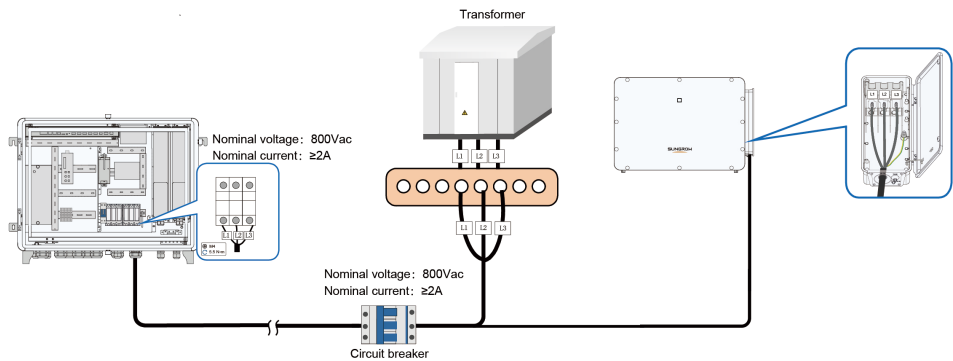 Transformer
Nominal voltage: 800Vac
Nominal current: ≥2A
L1 L2 L3
L1 L2 L3
SUNGROW
L1 L2 L3
L1 L2 L3
Nominal voltage: 800Vac
Nominal current: ≥2A
Circuit breaker